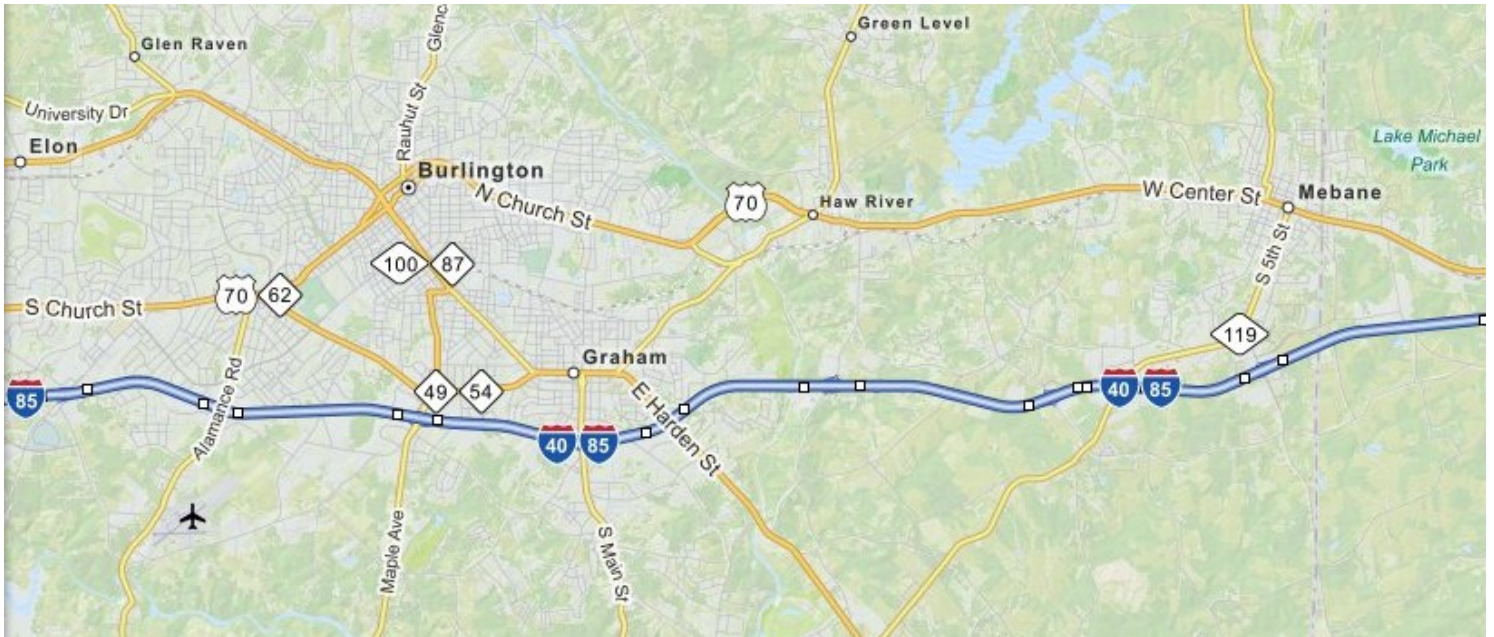 Green Level
Glen Raven
Glenc
University Dr
Rauhut St
Elon
Lake Michael
Park
Burlington
W Center St
Mebane
N Church St
70
Haw River
S 5th St
100
87
70
62
S Church St
119
Graham
Alamance Rd
49
54
40
85
85
E Harden St
40
85
Maple Ave
S Main St